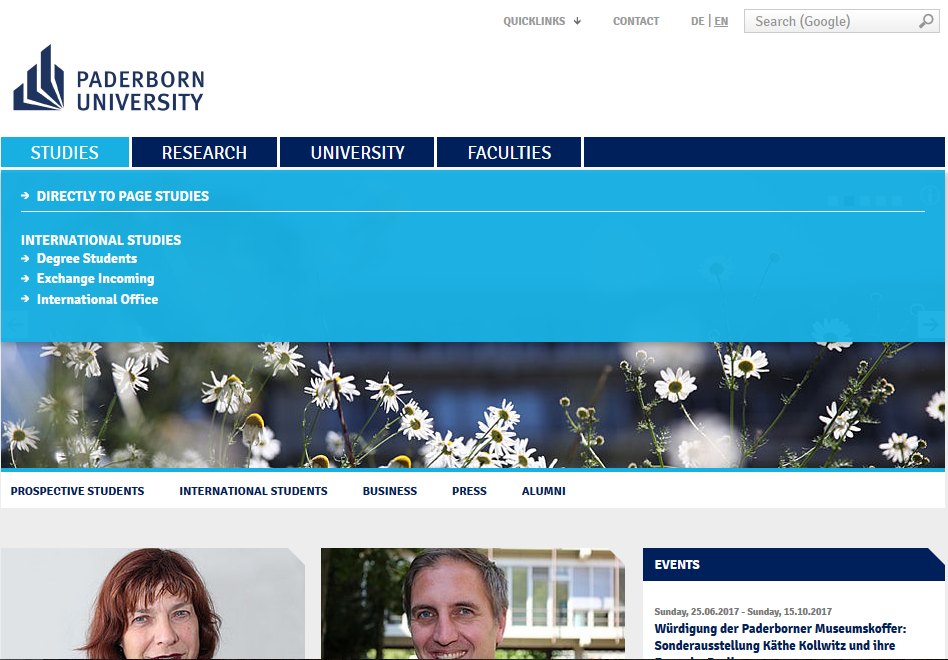 QUICKLINKS
CONTACT
DE | EN
Search (Google)
PADERBORN
UNIVERSITY
STUDIES
RESEARCH
UNIVERSITY
FACULTIES
DIRECTLY TO PAGE STUDIES
INTERNATIONAL STUDIES
Degree Students
Exchange Incoming
International Office
PROSPECTIVE STUDENTS
INTERNATIONAL STUDENTS
BUSINESS
PRESS
ALUMNI
EVENTS
Sunday, 25.06.2017 - Sunday, 15.10.2017
Würdigung der Paderborner Museumskoffer:
Sonderausstellung Käthe Kollwitz und ihre